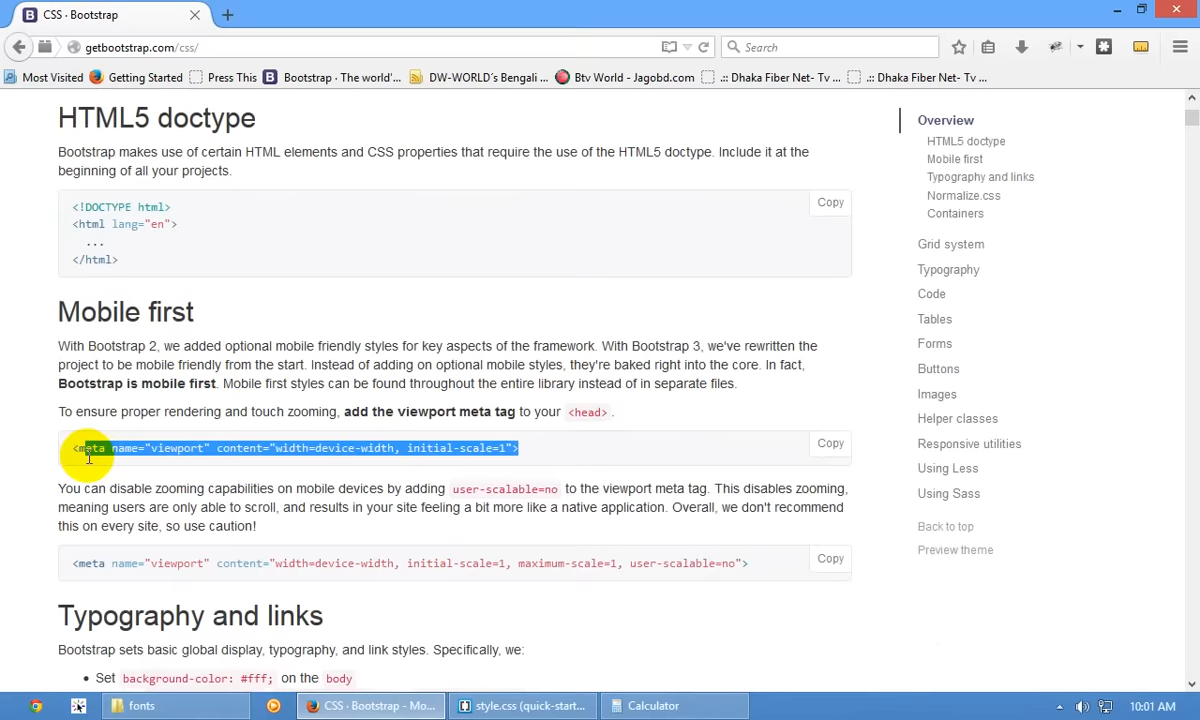 CSS · Bootstrap
getbootstrap.com/css/
Search
Most Visited
Getting Started
Press This
Bootstrap · The world'...
DW-WORLD´s Bengali ...
Btv World - Jagobd.com
.:: Dhaka Fiber Net- Tv ...
.:: Dhaka Fiber Net- Tv ...
HTML5 doctype
Bootstrap makes use of certain HTML elements and CSS properties that require the use of the HTML5 doctype. Include it at the
beginning of all your projects.
Copy
<!DOCTYPE html>
<html lang="en">
...
</html>
Mobile first
With Bootstrap 2, we added optional mobile friendly styles for key aspects of the framework. With Bootstrap 3, we've rewritten the
project to be mobile friendly from the start. Instead of adding on optional mobile styles, they're baked right into the core. In fact,
Bootstrap is mobile first. Mobile first styles can be found throughout the entire library instead of in separate files.
To ensure proper rendering and touch zooming, add the viewport meta tag to your <head>.
Copy
<meta name="viewport" content="width=device-width, initial-scale=1">
You can disable zooming capabilities on mobile devices by adding user-scalable=no to the viewport meta tag. This disables zooming,
meaning users are only able to scroll, and results in your site feeling a bit more like a native application. Overall, we don't recommend
this on every site, so use caution!
Copy
<meta name="viewport" content="width=device-width, initial-scale=1, maximum-scale=1, user-scalable=no">
Typography and links
Bootstrap sets basic global display, typography, and link styles. Specifically, we:
• Set background-color: #fff; on the body
Overview
HTML5 doctype
Mobile first
Typography and links
Normalize.css
Containers
Grid system
Typography
Code
Tables
Forms
Buttons
Images
Helper classes
Responsive utilities
Using Less
Using Sass
Back to top
Preview theme
fonts
CSS · Bootstrap - Mo...
style.css (quick-start...
Calculator
10:01 AM